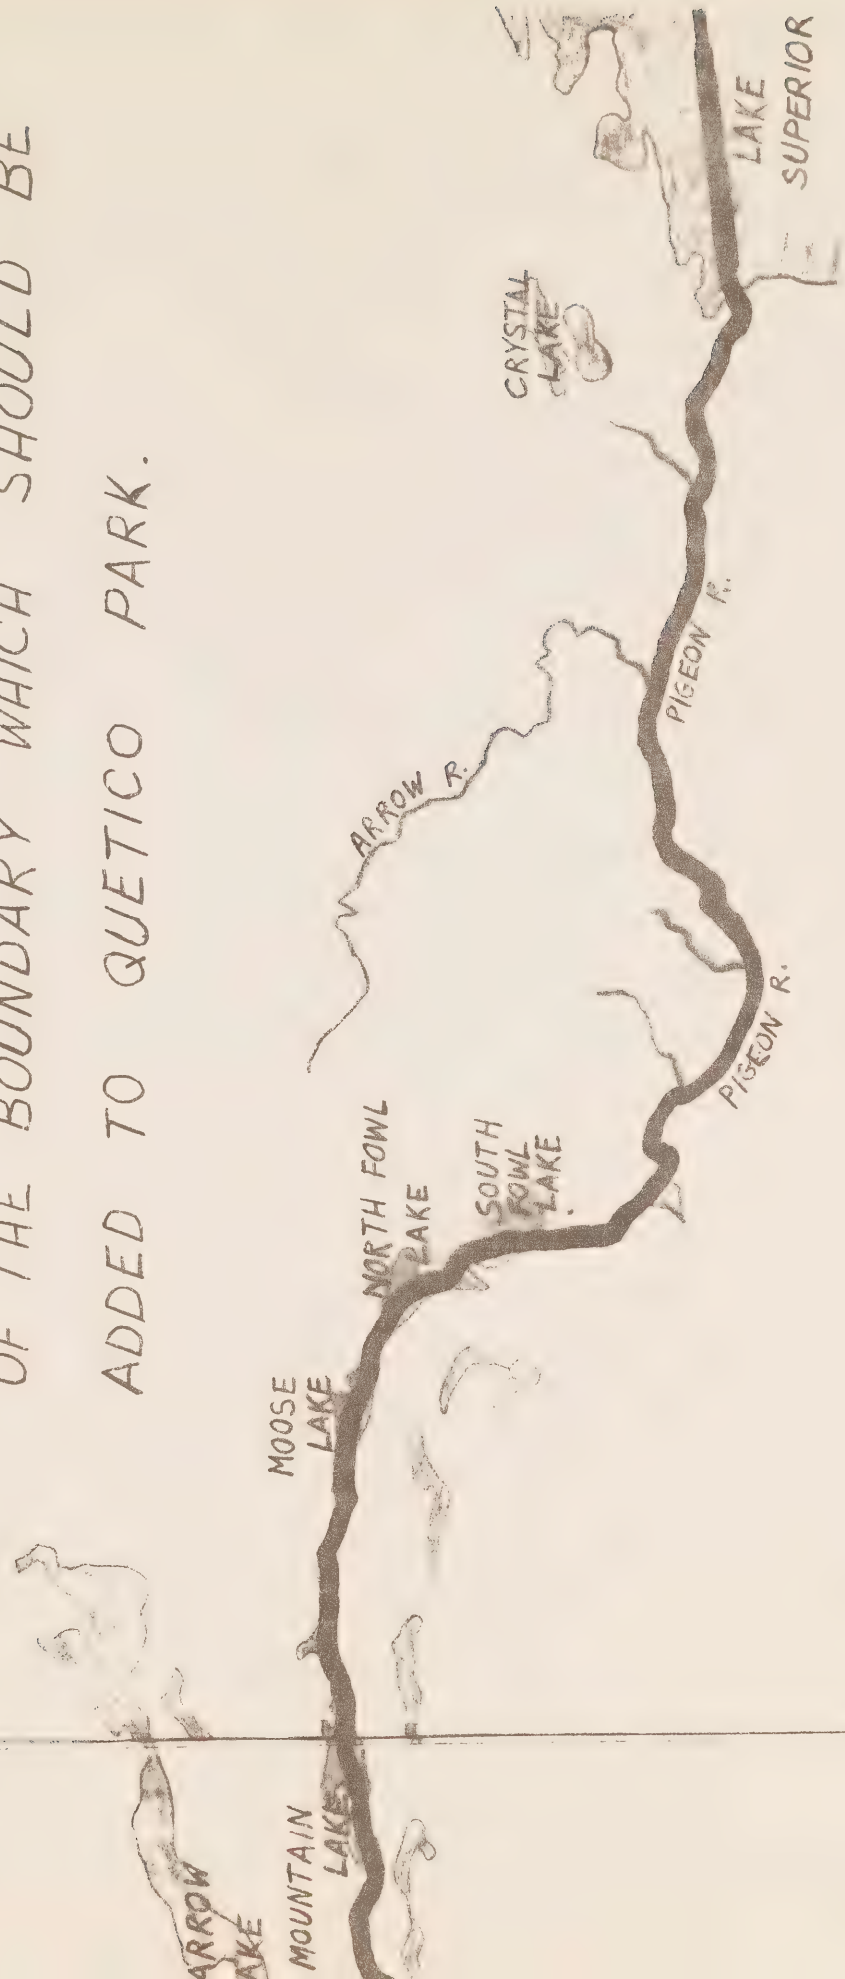 OF THE BOUNDARY WHICH SHOULD BE
ADDED TO QUETICO PARK.
ARROW
MOUNTAIN
LAKE
MOOSE
LAKE
NORTH FOWL
LAKE
SOUTH
FOWL
LAKE
ARROW R.
PIGEON R.
PIGEON R.
CRYSTAL
LAKE
LAKE
SUPERIOR